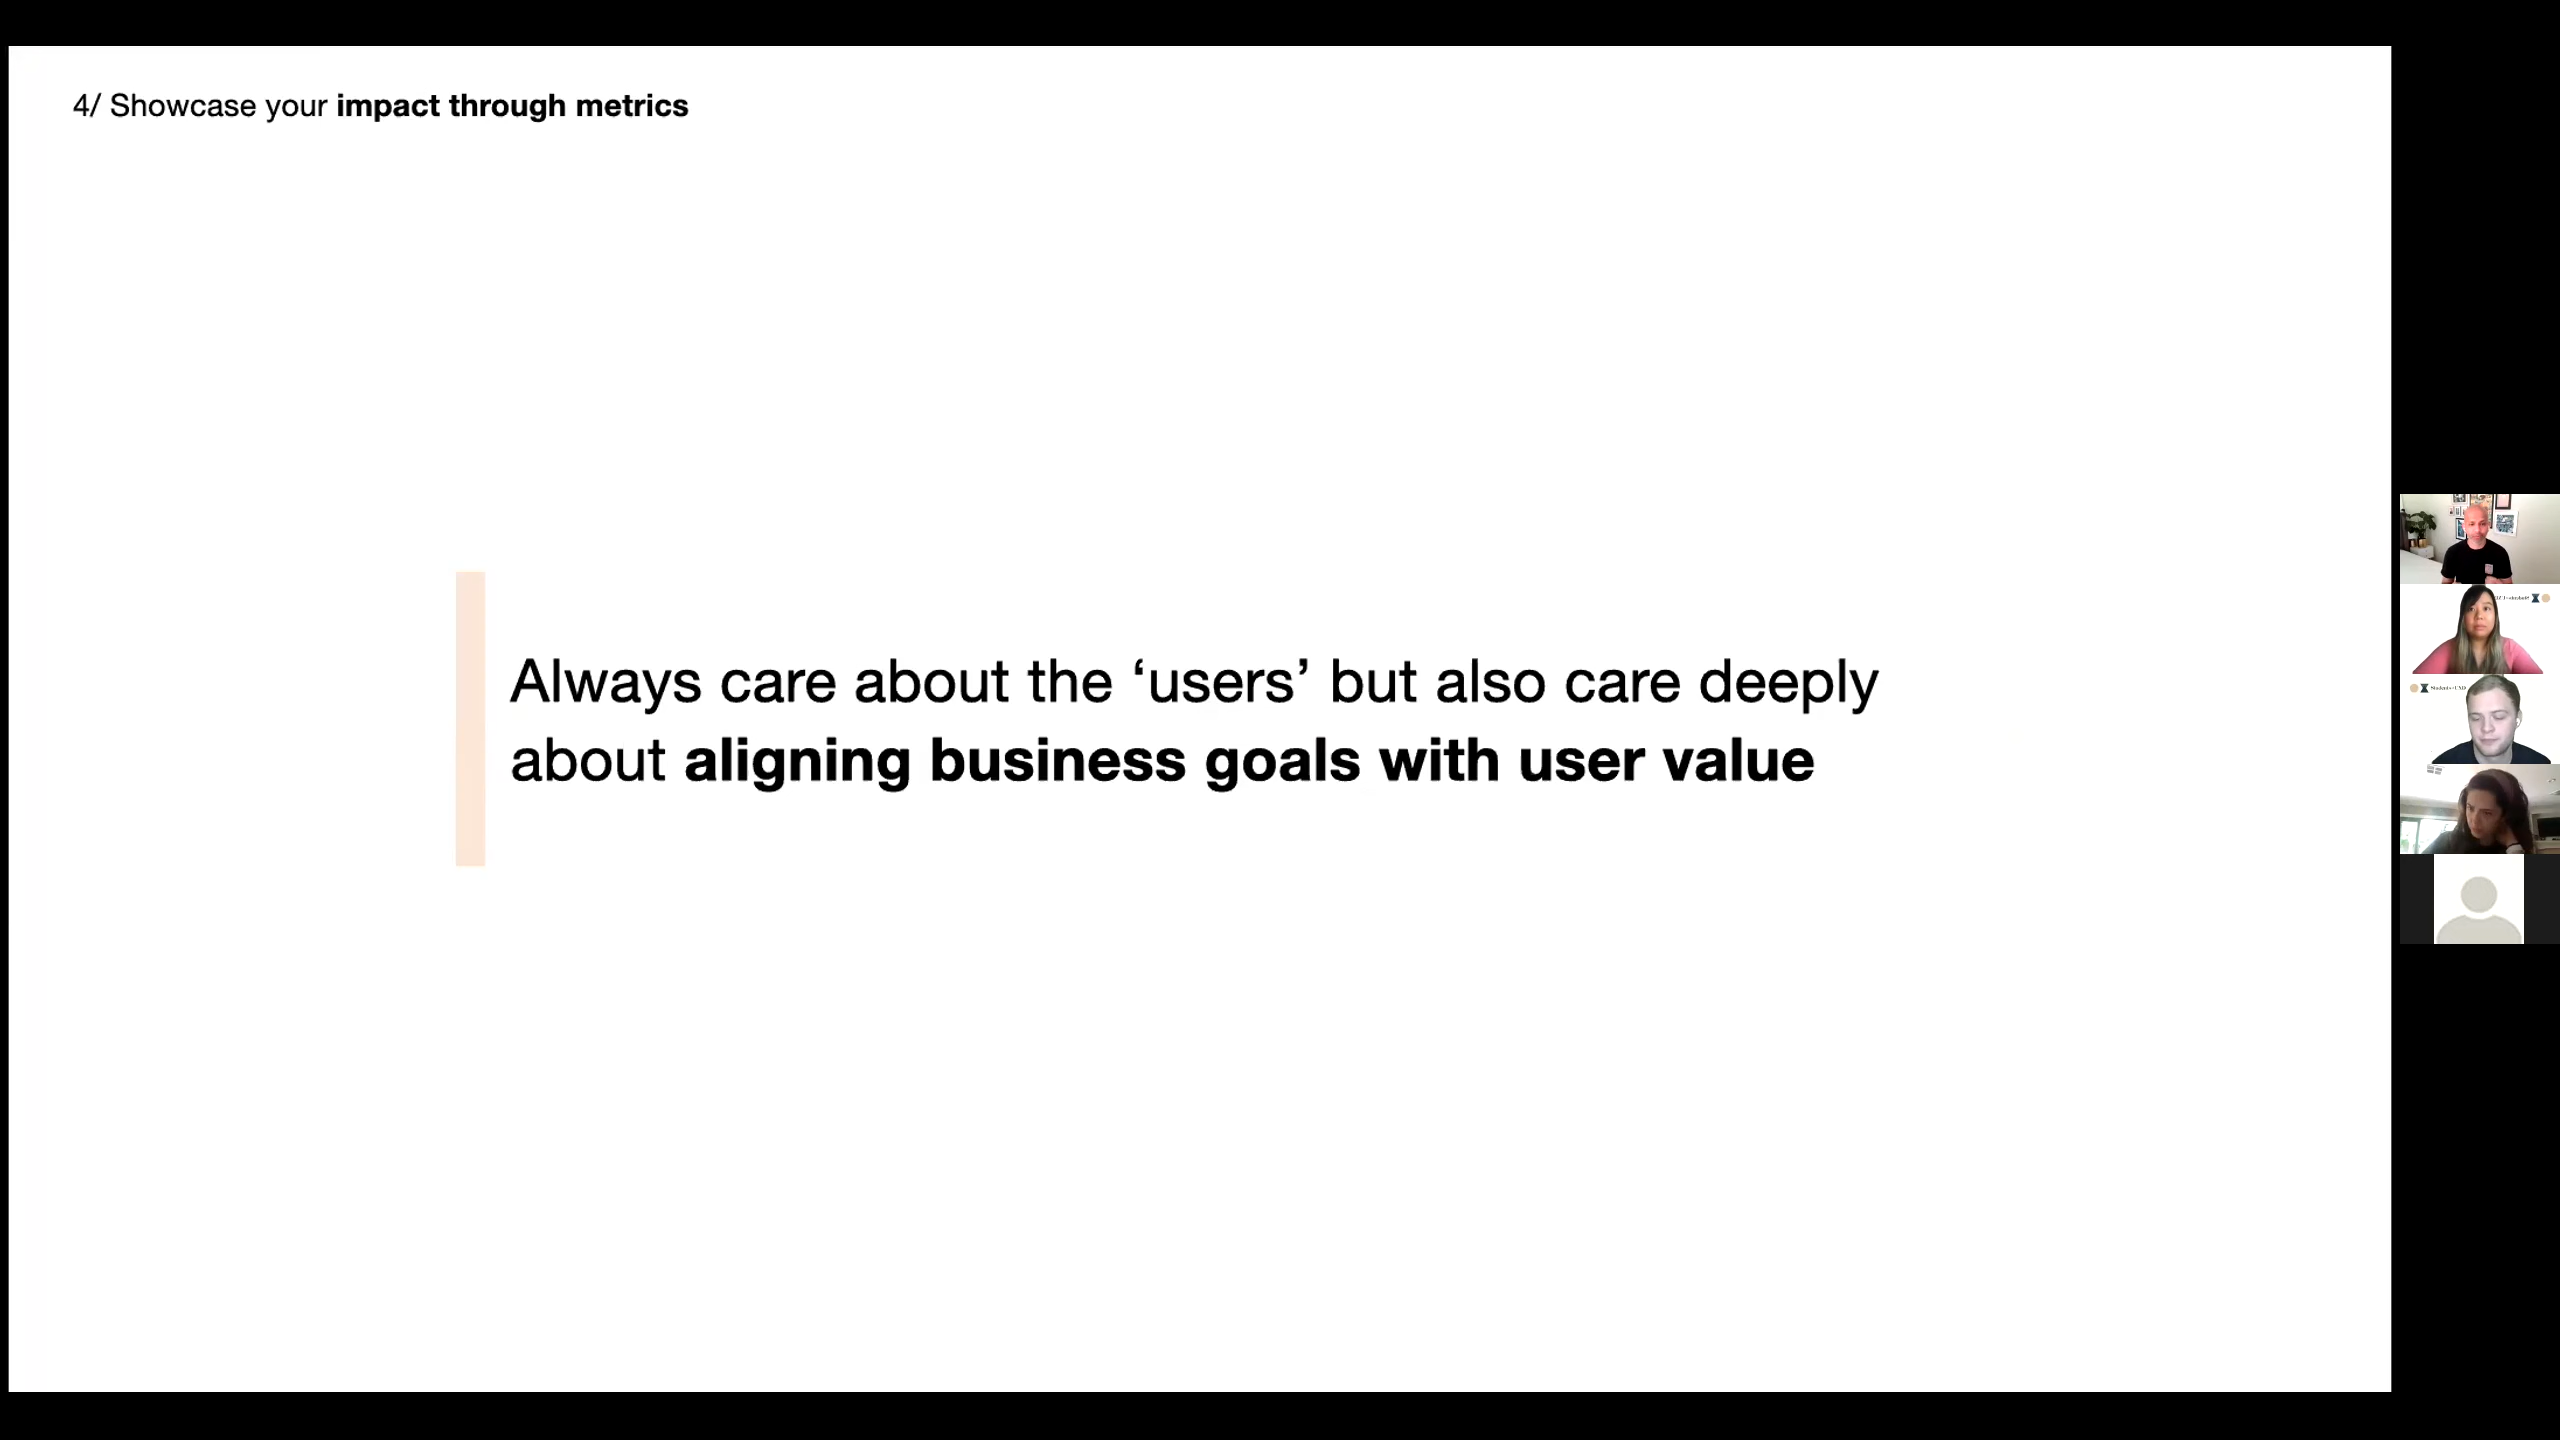 4/ Showcase your impact through metrics
Always care about the ‘users’ but also care deeply
about aligning business goals with user value